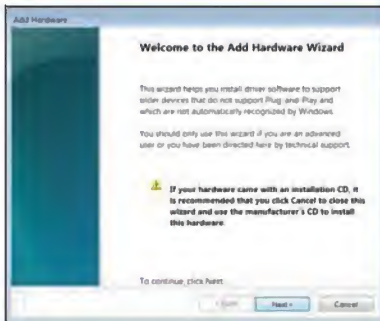 Add Hardware
Welcome to the Add Hardware Wizard
This wizard helps you install driver software to support
older devices that do not support Plug-and-Play and
which are not automatically recognized by Windows.
You should only use this wizard if you are an advanced
user or you have been directed here by technical support.
If your hardware came with an installation CD, it
is recommended that you click Cancel to close this
wizard and use the manufacturer's CD to install
this hardware.
To continue, click Next.
< Back
Next >
Cancel